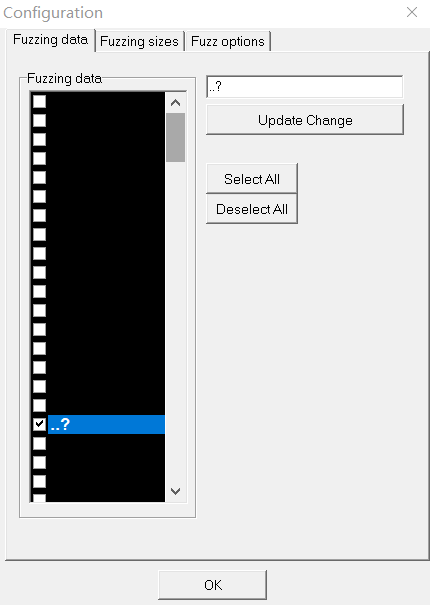 Configuration
Fuzzing data
Fuzzing sizes
Fuzz options
Fuzzing data
..?
Update Change
Select All
Deselect All
..?
OK